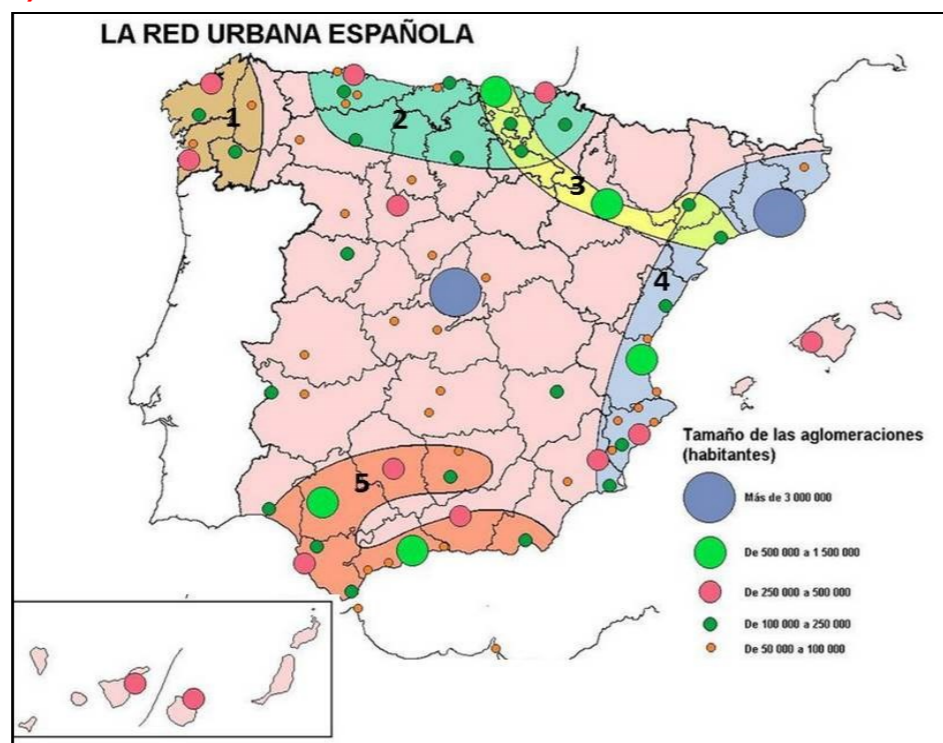 LA RED URBANA ESPAÑOLA
1
2
3
4
5
Tamaño de las aglomeraciones
(habitantes)
Más de 3 000 000
De 500 000 a 1 500 000
De 250 000 a 500 000
De 100 000 a 250 000
De 50 000 a 100 000